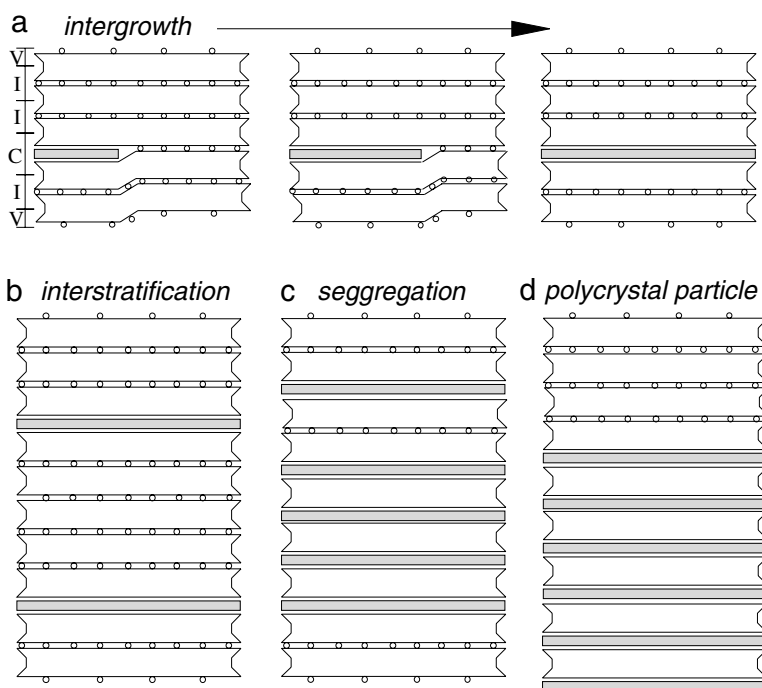 a intergrowth
V
I
I
C
I
V
b interstratification
c seggregation
d polycrystal particle